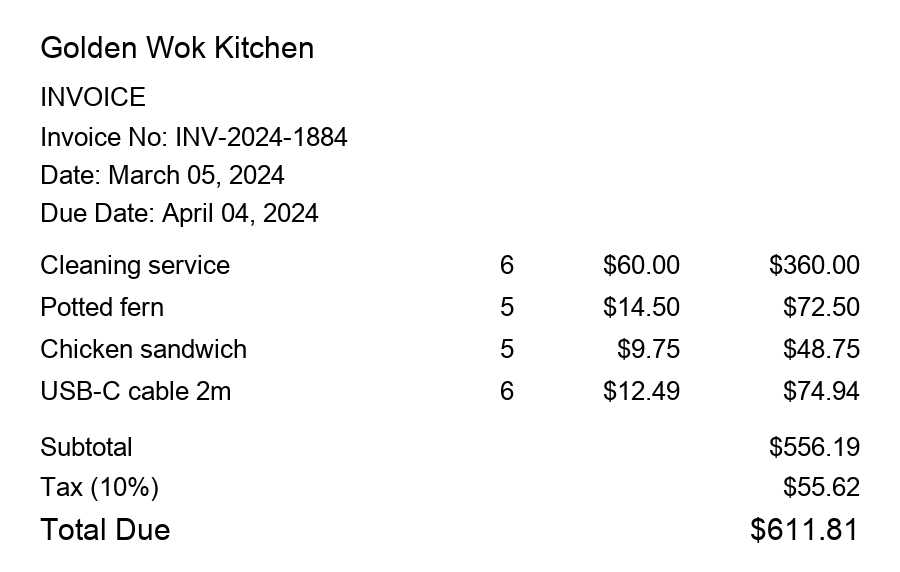 Golden Wok Kitchen
INVOICE
Invoice No: INV-2024-1884
Date: March 05, 2024
Due Date: April 04, 2024
Cleaning service 6 $60.00 $360.00
Potted fern 5 $14.50 $72.50
Chicken sandwich 5 $9.75 $48.75
USB-C cable 2m 6 $12.49 $74.94
Subtotal $556.19
Tax (10%) $55.62
Total Due $611.81